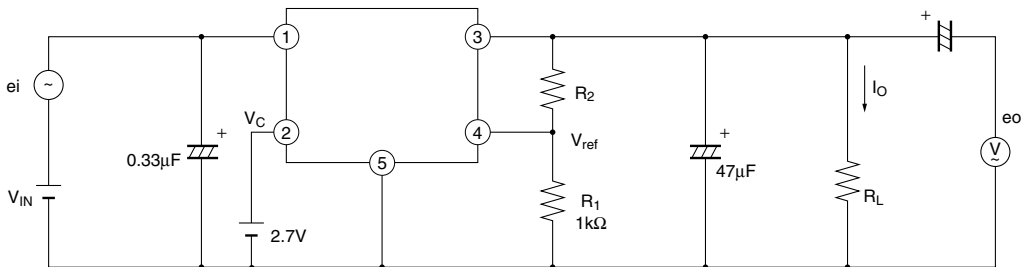 +
1
3
R2
IO
ei
~
eo
VC
2
4
Vref
V
~
+
0.33μF
5
+
47μF
VIN
R1
1kΩ
RL
2.7V